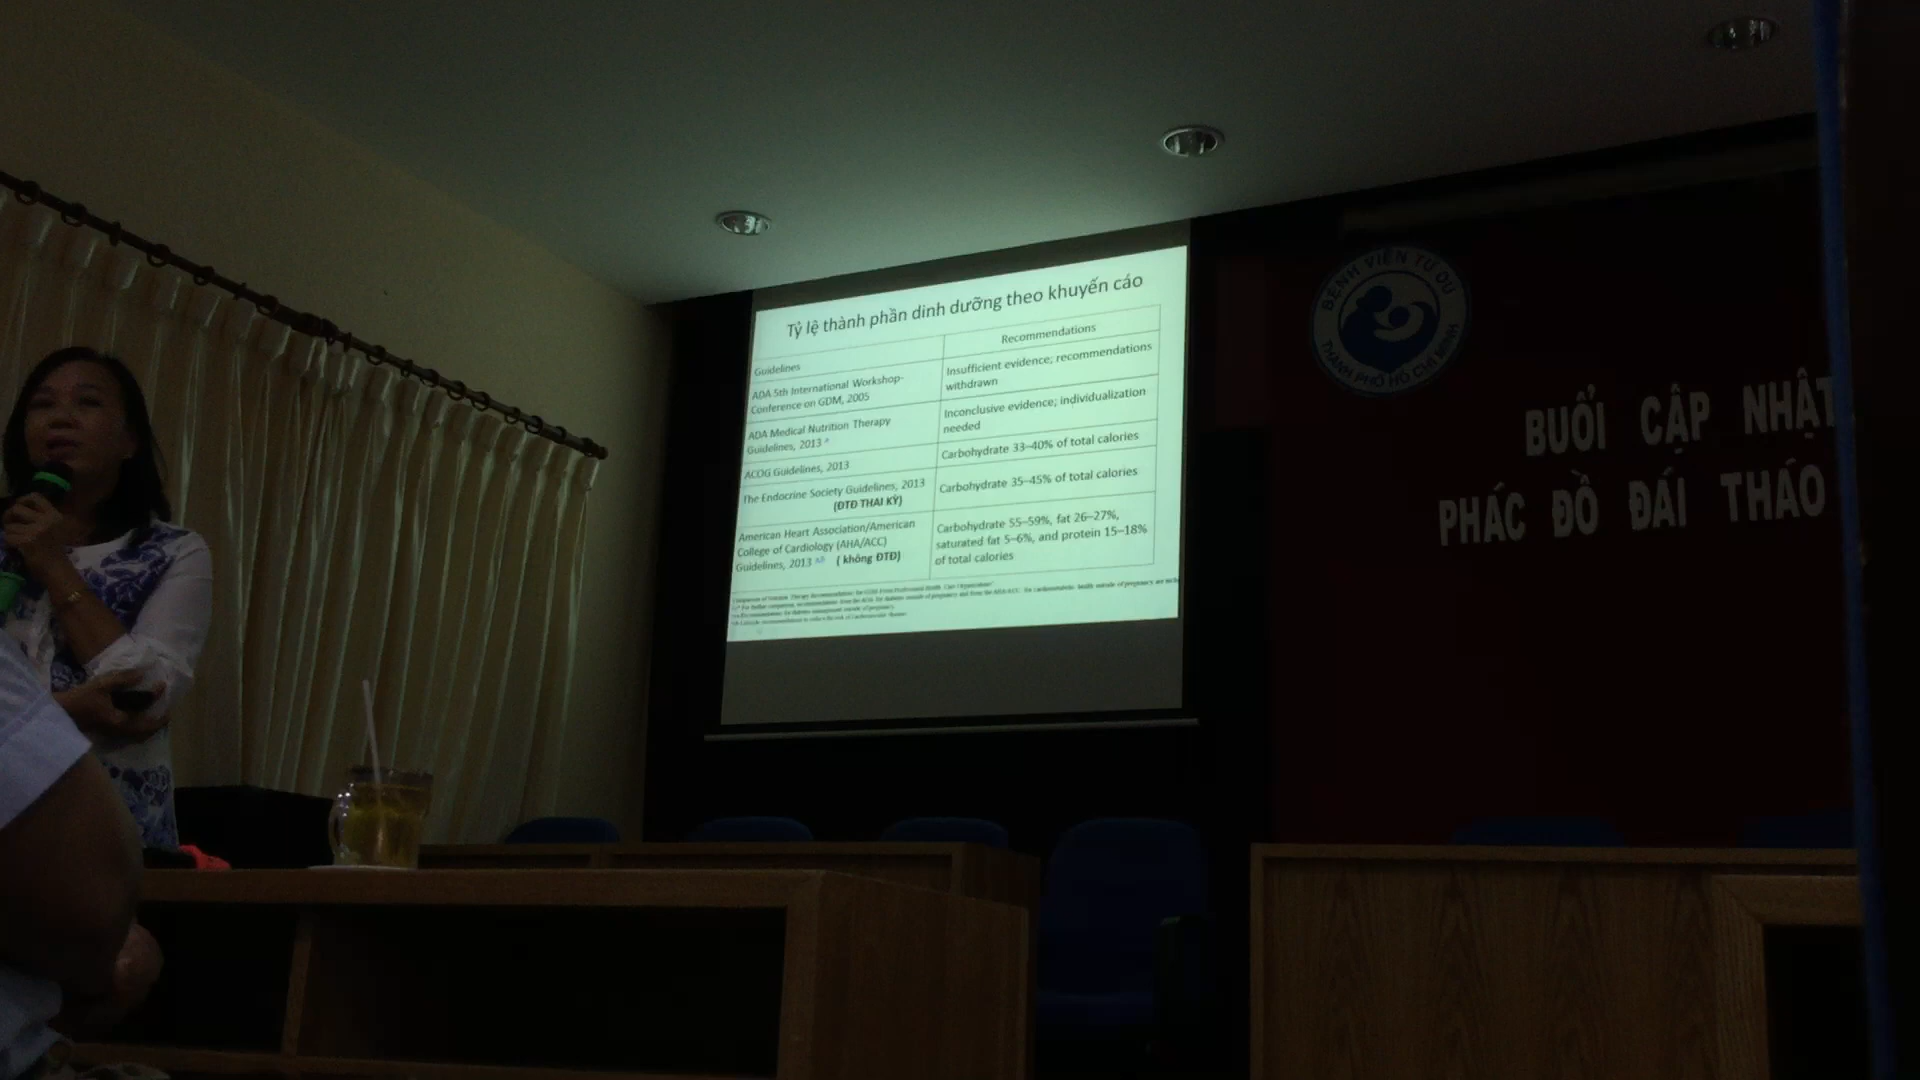 Tỷ lệ thành phần dinh dưỡng theo khuyến cáo
Guidelines
Recommendations
ADA 5th International Workshop-
Conference on GDM, 2005
Insufficient evidence; recommendations
withdrawn
ADA Medical Nutrition Therapy
Guidelines, 2013 a
Inconclusive evidence; individualization
needed
ACOG Guidelines, 2013
Carbohydrate 33–40% of total calories
The Endocrine Society Guidelines, 2013
(ĐTĐ THAI KỲ)
Carbohydrate 35–45% of total calories
American Heart Association/American
College of Cardiology (AHA/ACC)
Guidelines, 2013 a,b ( không ĐTĐ)
Carbohydrate 55–59%, fat 26–27%,
saturated fat 5–6%, and protein 15–18%
of total calories
BỆNH VIỆN TỪ DŨ
THÀNH PHỐ HỒ CHÍ MINH
BUỔI CẬP NHẬT
PHÁC ĐỒ ĐÁI THÁO